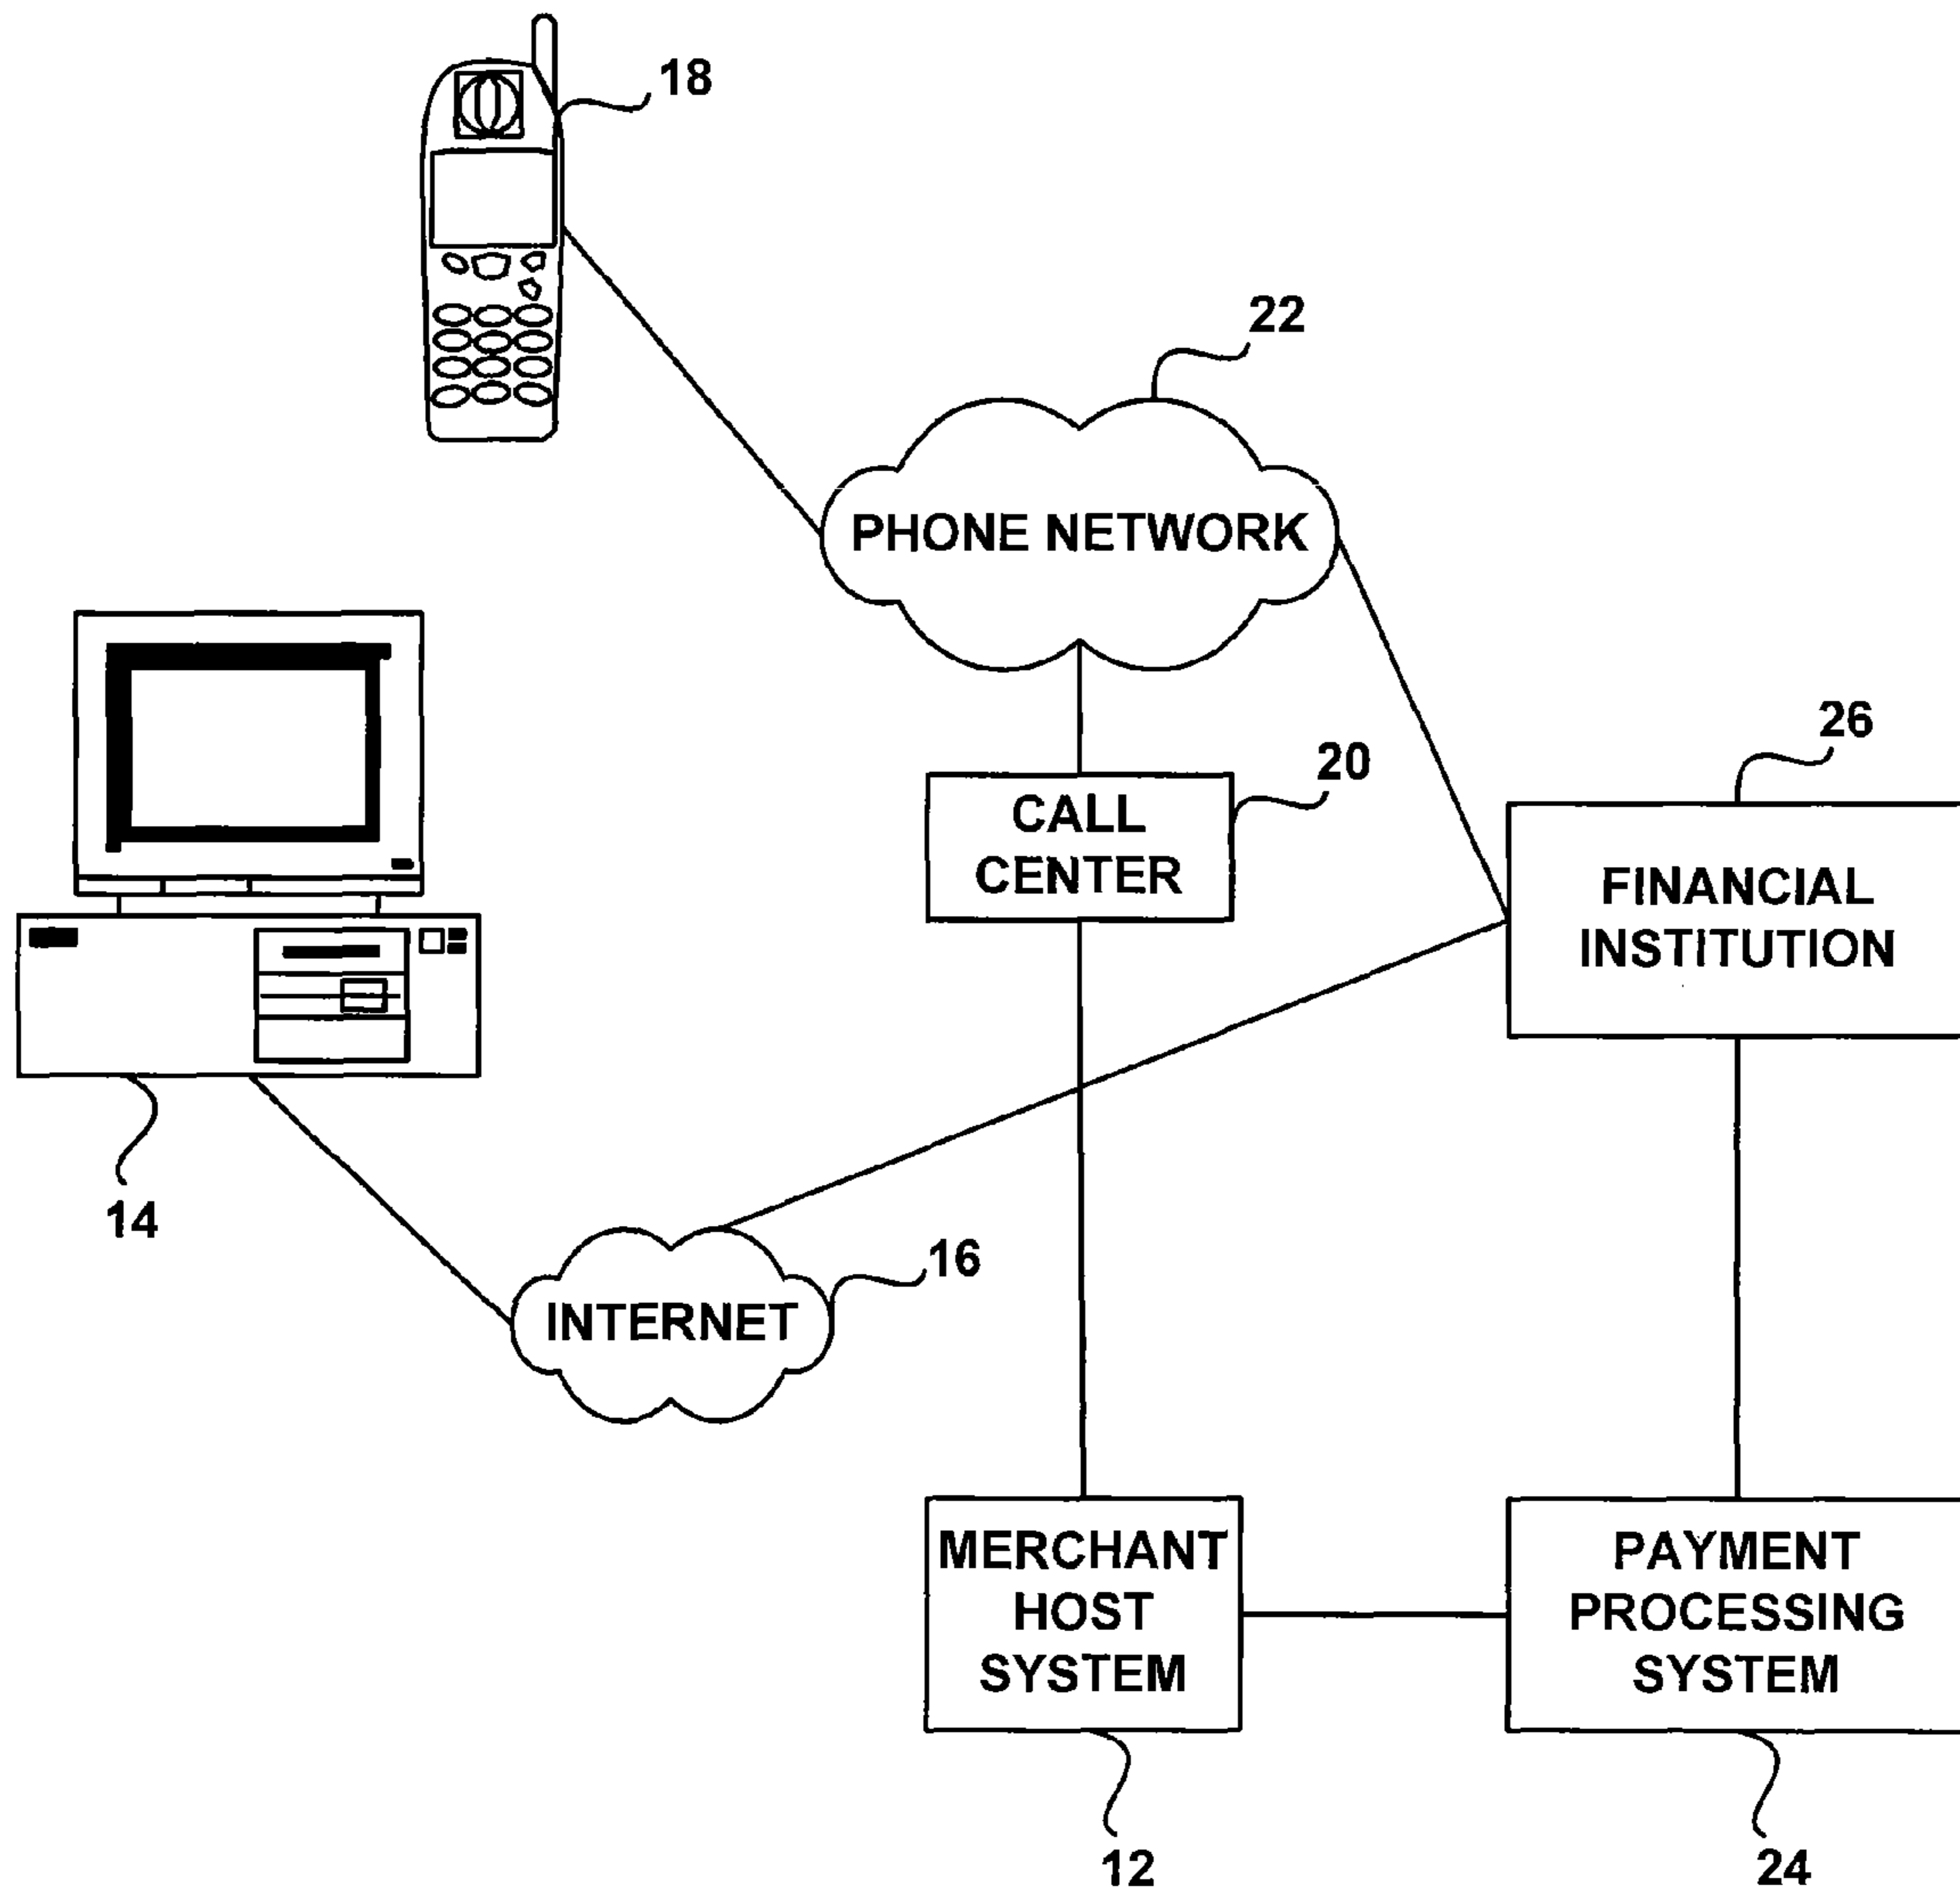 18
22
PHONE NETWORK
26
20
CALL
CENTER
FINANCIAL
INSTITUTION
14
16
INTERNET
MERCHANT
HOST
SYSTEM
PAYMENT
PROCESSING
SYSTEM
12
24